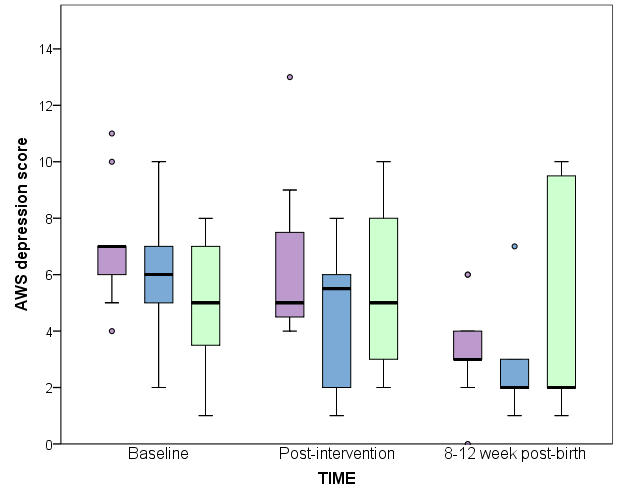 AWS depression score
14
12
10
8
6
4
2
0
Baseline Post-intervention 8-12 week post-birth
TIME